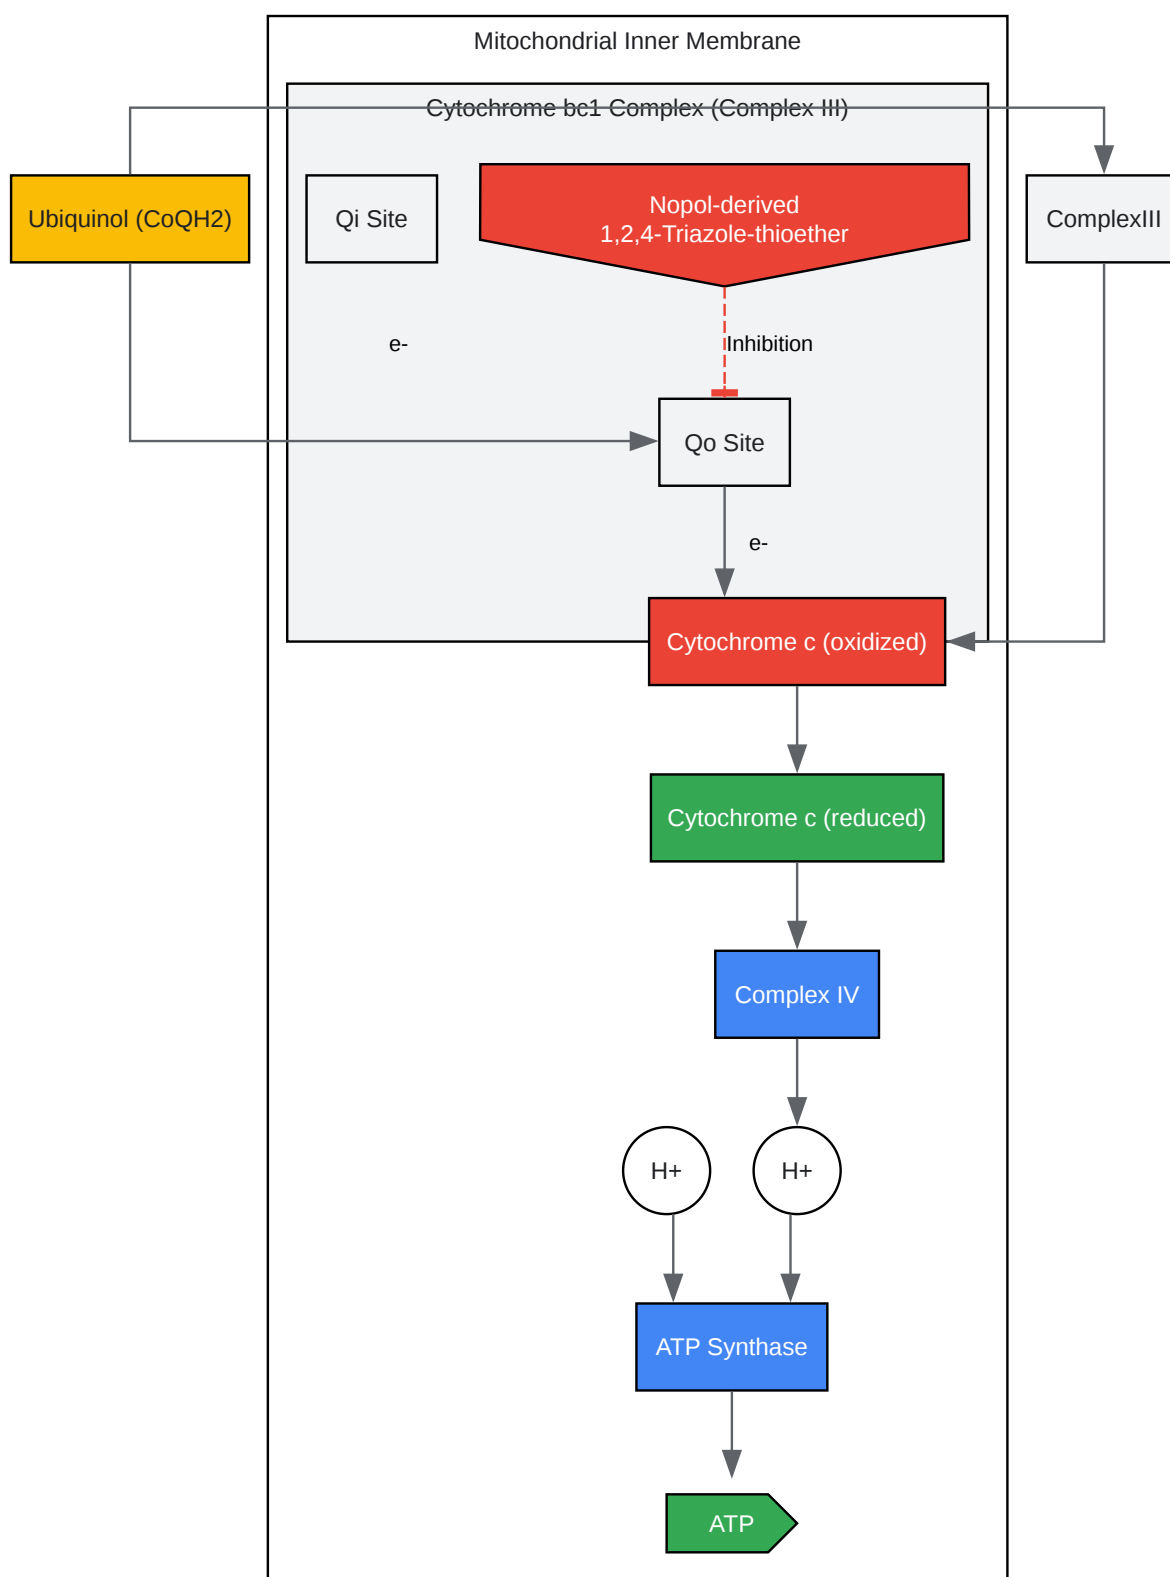 Mitochondrial Inner Membrane
Cytochrome bc1 Complex (Complex III)
Ubiquinol (CoQH2)
Qi Site
Nopol-derived
1,2,4-Triazole-thioether
ComplexIII
e-
Inhibition
Qo Site
e-
Cytochrome c (oxidized)
Cytochrome c (reduced)
Complex IV
H+
H+
ATP Synthase
ATP